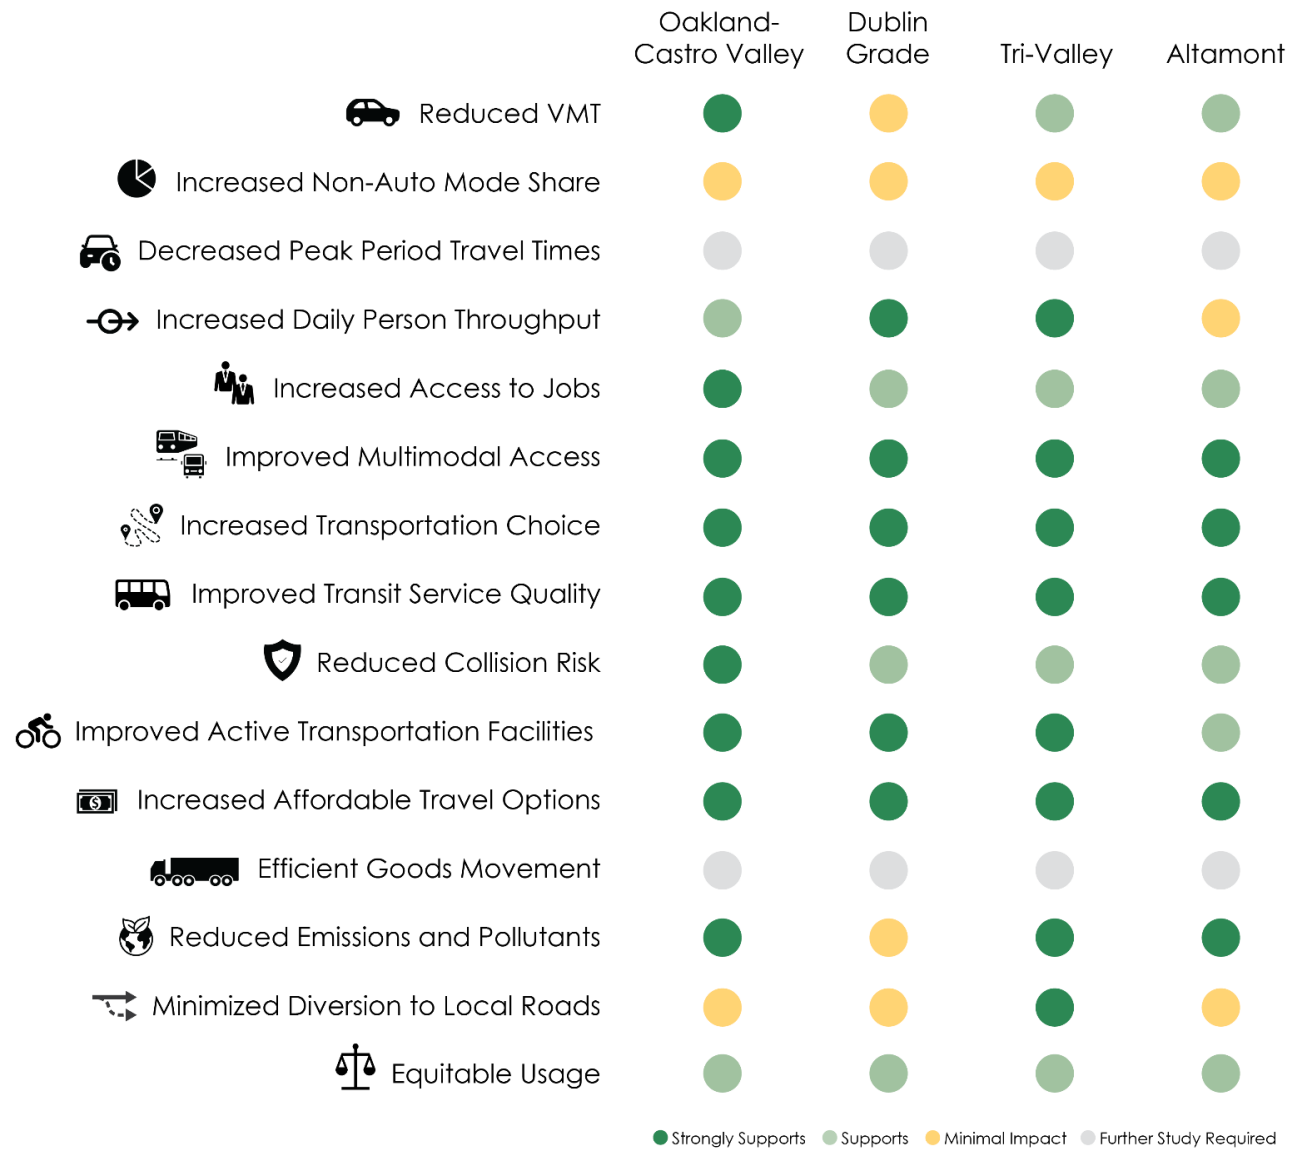 Oakland-
Castro Valley
Dublin
Grade
Tri-Valley
Altamont
Reduced VMT
Increased Non-Auto Mode Share
Decreased Peak Period Travel Times
Increased Daily Person Throughput
Increased Access to Jobs
Improved Multimodal Access
Increased Transportation Choice
Improved Transit Service Quality
Reduced Collision Risk
Improved Active Transportation Facilities
$
Increased Affordable Travel Options
Efficient Goods Movement
Reduced Emissions and Pollutants
Minimized Diversion to Local Roads
Equitable Usage
Strongly Supports
Supports
Minimal Impact
Further Study Required